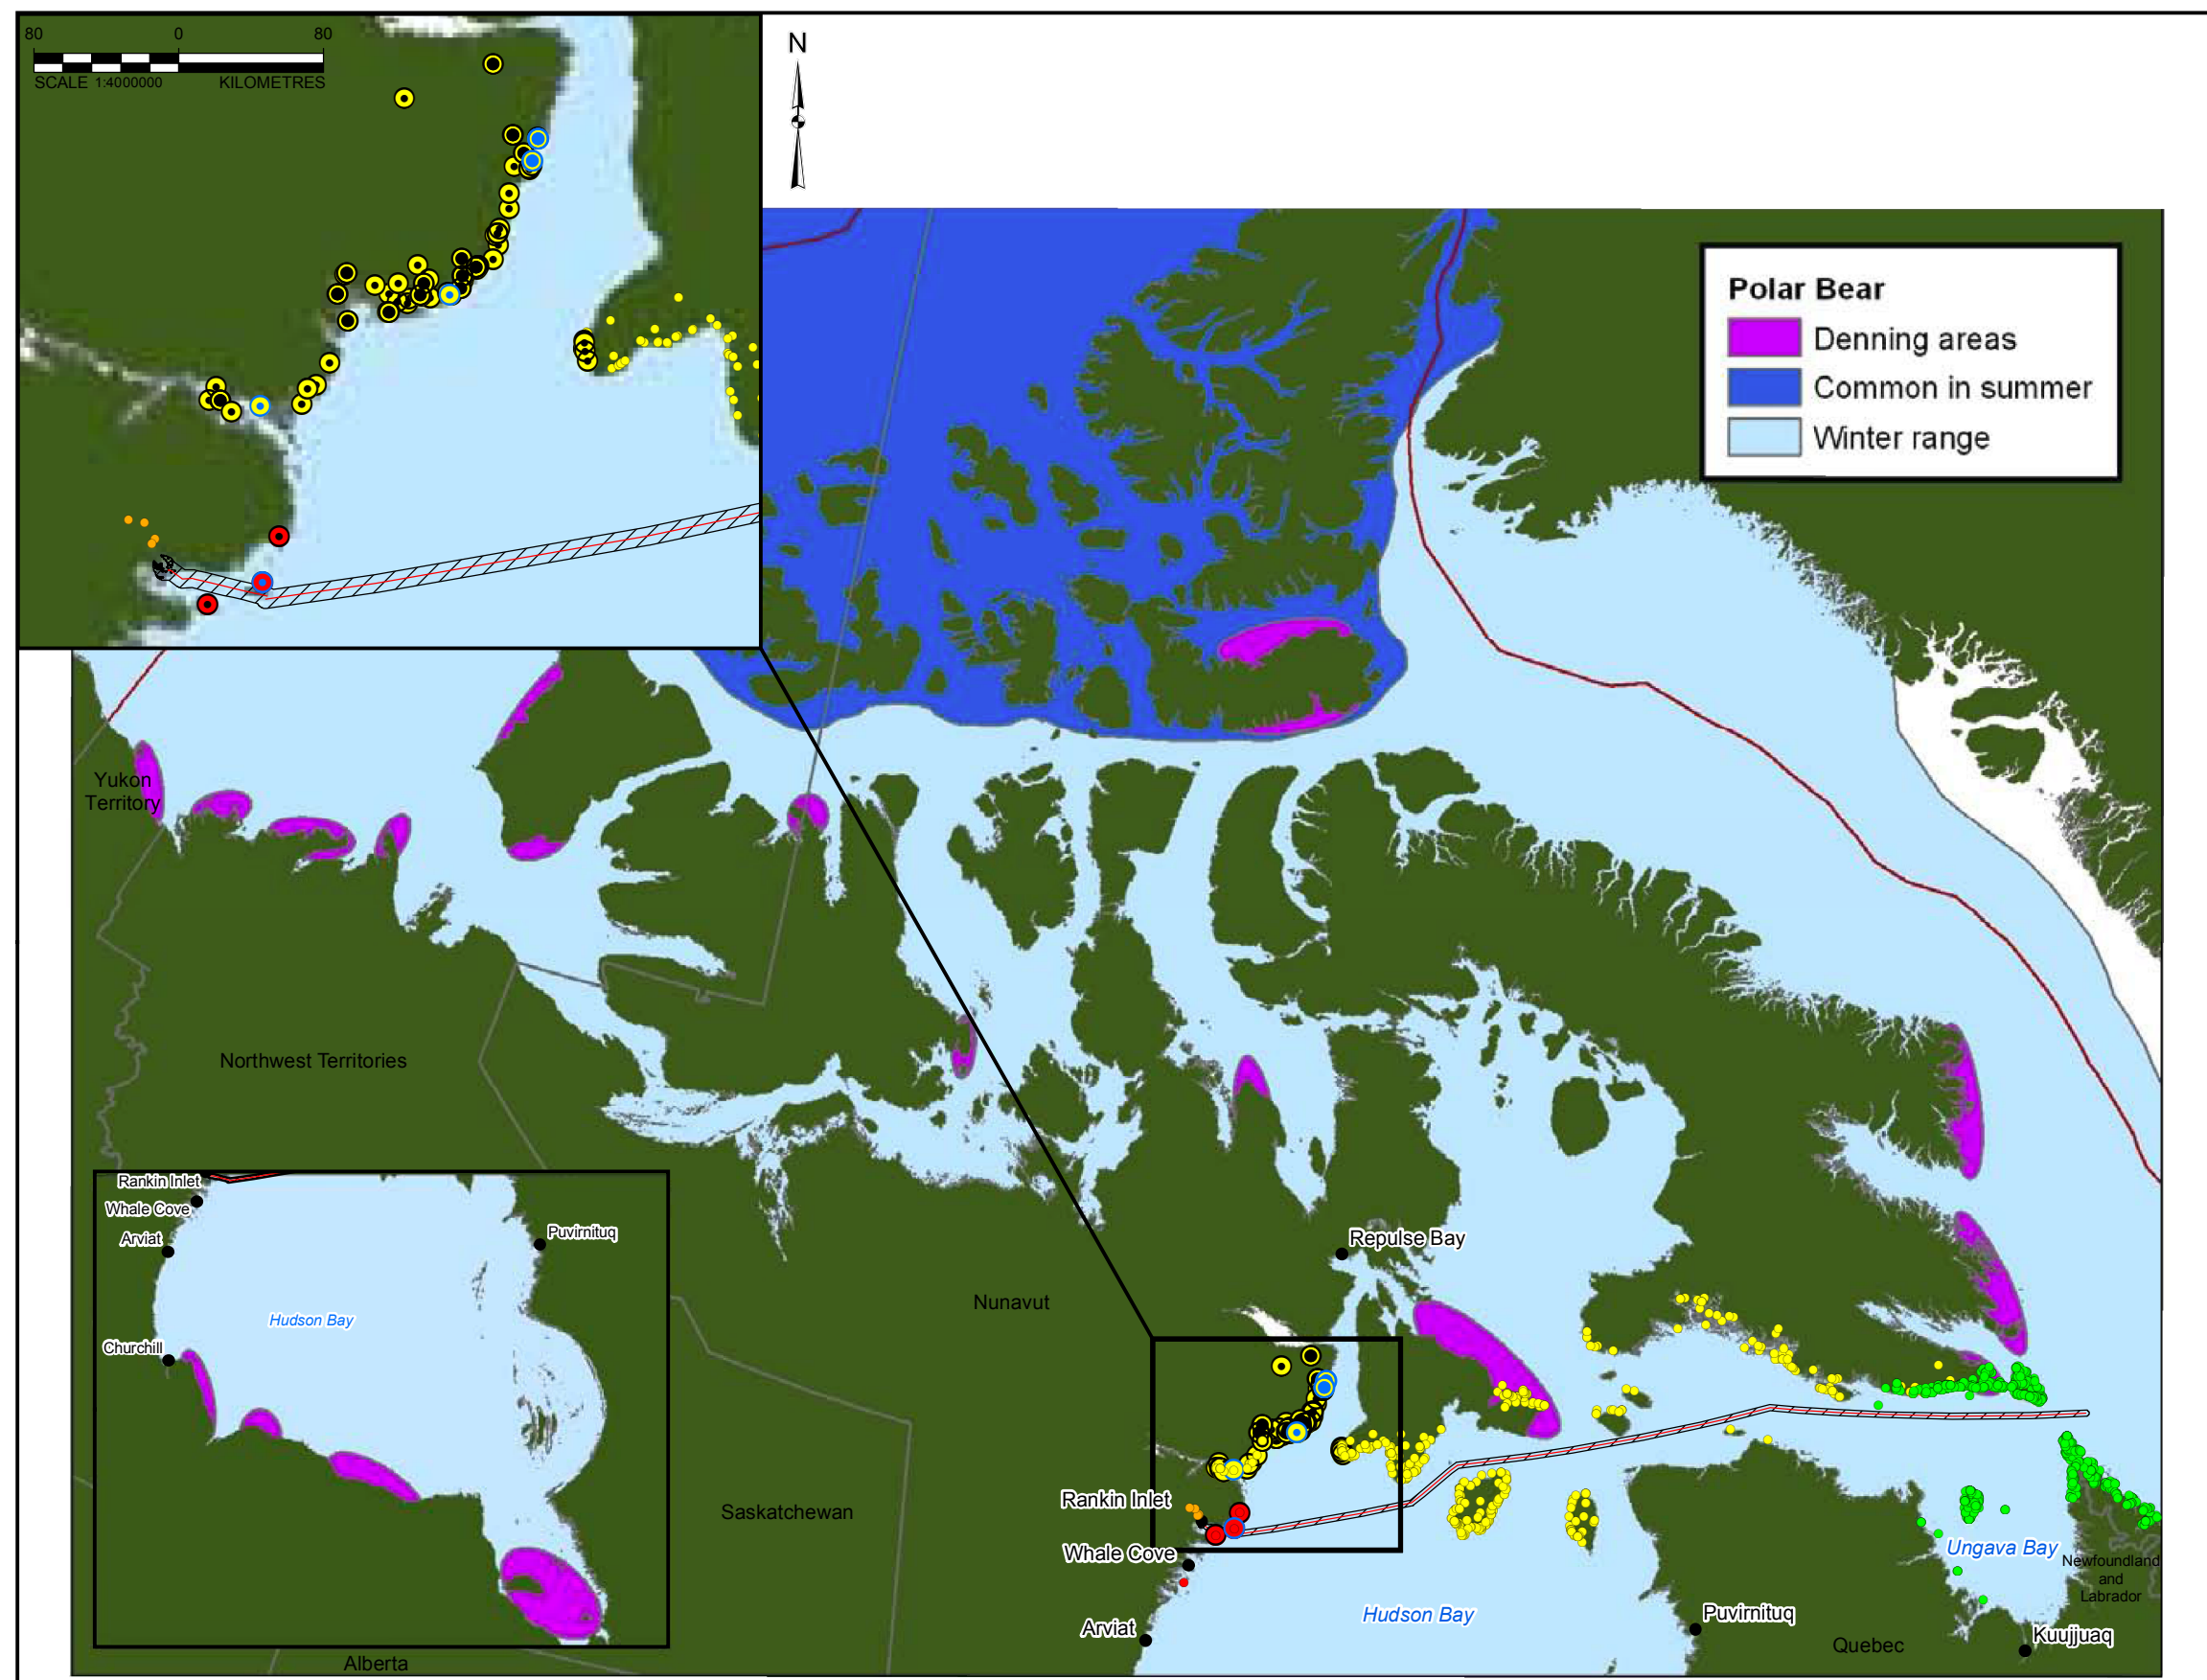 80 0 80
SCALE 1:4000000 KILOMETRES
N
Polar Bear
Denning areas
Common in summer
Winter range
Yukon
Territory
Northwest Territories
Rankin Inlet
Whale Cove
Arviat
Puvirnituq
Hudson Bay
Churchill
Alberta
Repulse Bay
Nunavut
Saskatchewan
Rankin Inlet
Whale Cove
Arviat
Hudson Bay
Puvirnituq
Quebec
Ungava Bay
Newfoundland
and
Labrador
Kuujjuaq